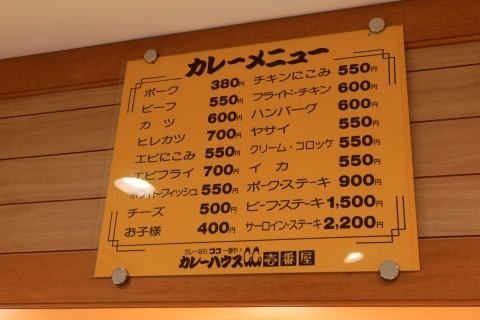 カレーメニュー
ポーク 380円
ビーフ 550円
カツ 600円
ヒレカツ 700円
エビにこみ 550円
エビフライ 700円
ホワイト・フィッシュ 550円
チーズ 500円
お子様 400円
チキンにこみ 550円
フライド・チキン 600円
ハンバーグ 600円
ヤサイ 550円
クリーム・コロッケ 550円
イカ 550円
ポーク・ステーキ 900円
ビーフ・ステーキ 1,500円
サーロイン・ステーキ 2,200円
カレーなら ココ 一番や!
カレーハウス CoCo 壱番屋